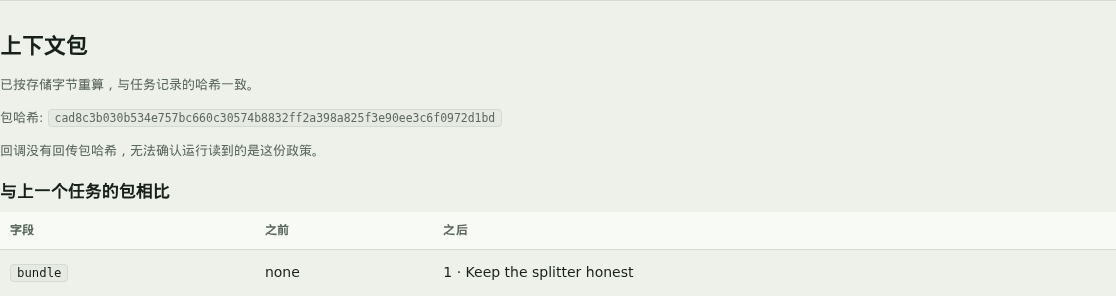 上下文包
已按存储字节重算，与任务记录的哈希一致。
包哈希: cad8c3b030b534e757bc660c30574b8832ff2a398a825f3e90ee3c6f0972d1bd
回调没有回传包哈希，无法确认运行读到的是这份政策。
与上一个任务的包相比
字段 之前 之后
bundle none 1 · Keep the splitter honest